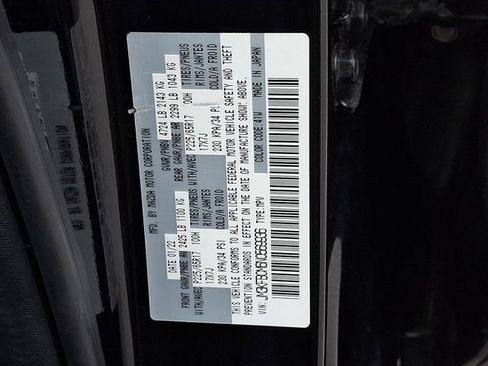 MFD. BY MAZDA MOTOR CORPORATION
DATE: 01/22 GVWR/PNBV 4724 LB 2143 KG
FRONT GAWR/PNBE AV 2425 LB 1100 KG REAR GAWR/PNBE AR 2299 LB 1043 KG
WITH/AVEC TIRES/PNEUS WITH/AVEC TIRES/PNEUS
P225/65R17 100H RIMS/JANTES P225/65R17 100H RIMS/JANTES
17X7J COLD/A FROID 17X7J COLD/A FROID
230 KPA/34 PSI 230 KPA/34 PSI
THIS VEHICLE CONFORMS TO ALL APPLICABLE FEDERAL MOTOR VEHICLE SAFETY AND THEFT
PREVENTION STANDARDS IN EFFECT ON THE DATE OF MANUFACTURE SHOWN ABOVE.
VIN: TYPE: MPV COLOR CODE: 41W MADE IN JAPAN